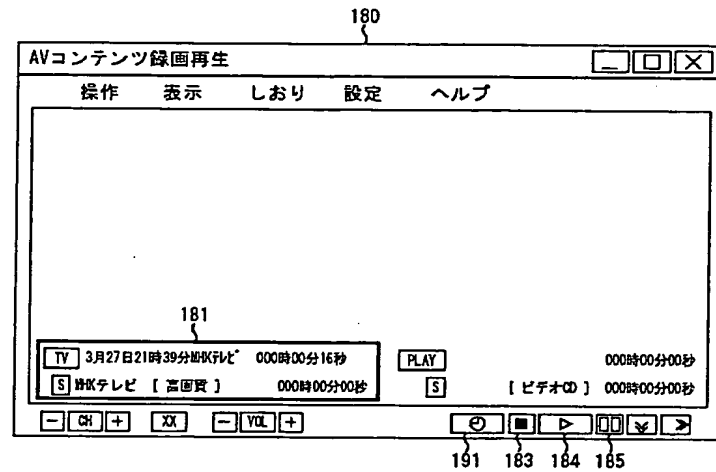 180
AVコンテンツ録画再生
操作 表示 しおり 設定 ヘルプ
181
TV 3月27日21時39分MHKテレビ 000時00分16秒 PLAY 000時00分00秒
S MHKテレビ [ 高画質 ] 000時00分00秒 S [ ビデオCD ] 000時00分00秒
- CH + XX - VOL +
191 183 184 185